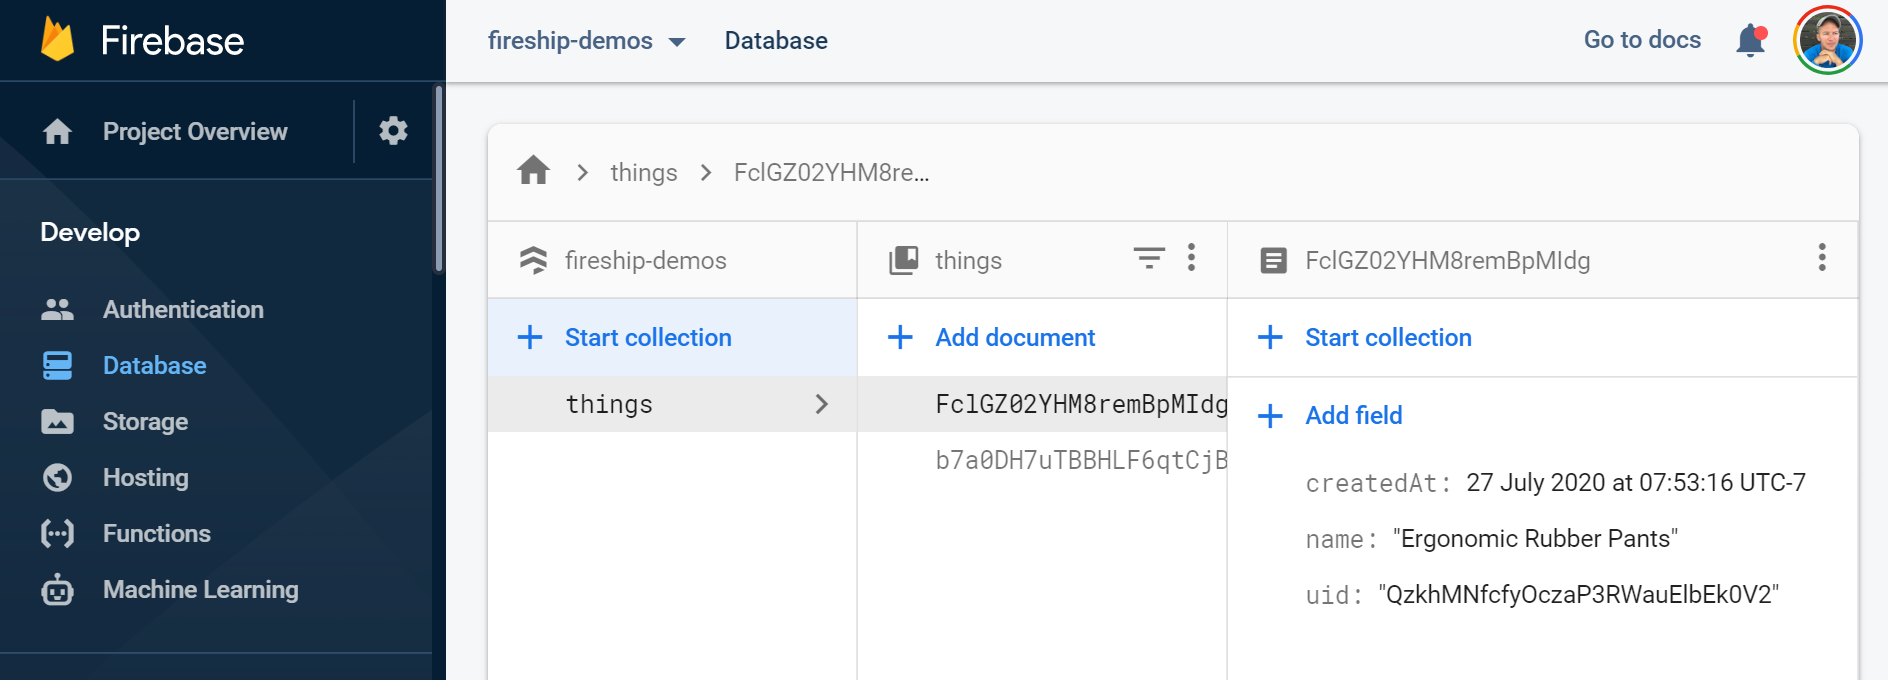 Firebase
Project Overview
Develop
Authentication
Database
Storage
Hosting
Functions
Machine Learning
fireship-demos
Database
Go to docs
things
FclGZ02YHM8re...
fireship-demos
Start collection
things
things
Add document
FclGZ02YHM8remBpMIdg
b7a0DH7uTBBHLF6qtCjB
FclGZ02YHM8remBpMIdg
Start collection
Add field
createdAt: 27 July 2020 at 07:53:16 UTC-7
name: "Ergonomic Rubber Pants"
uid: "QzkhMNfcfyOczaP3RWauElbEk0V2"